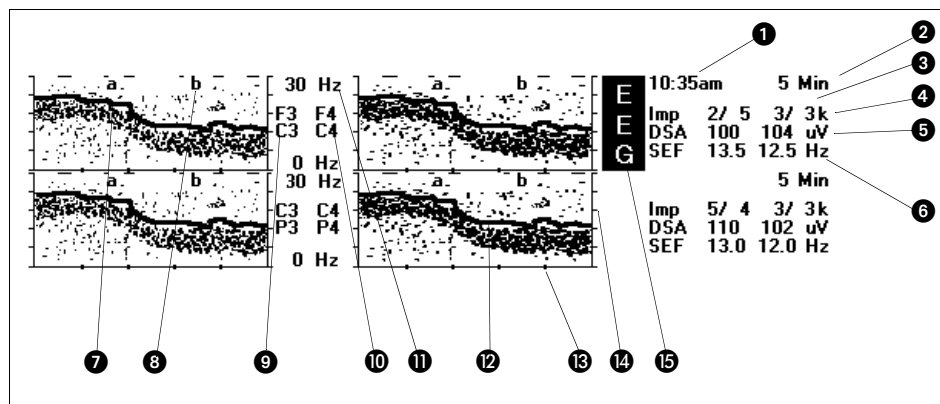 1
2
3
4
5
6
a b 30 Hz a b E 10:35am 5 Min
F3 F4 E Imp 2/ 5 3/ 3k
C3 C4 G DSA 100 104 uV
0 Hz SEF 13.5 12.5 Hz
a b 30 Hz a b 5 Min
C3 C4 Imp 5/ 4 3/ 3k
P3 P4 DSA 110 102 uV
0 Hz SEF 13.0 12.0 Hz
7 8 9 10 11 12 13 14 15